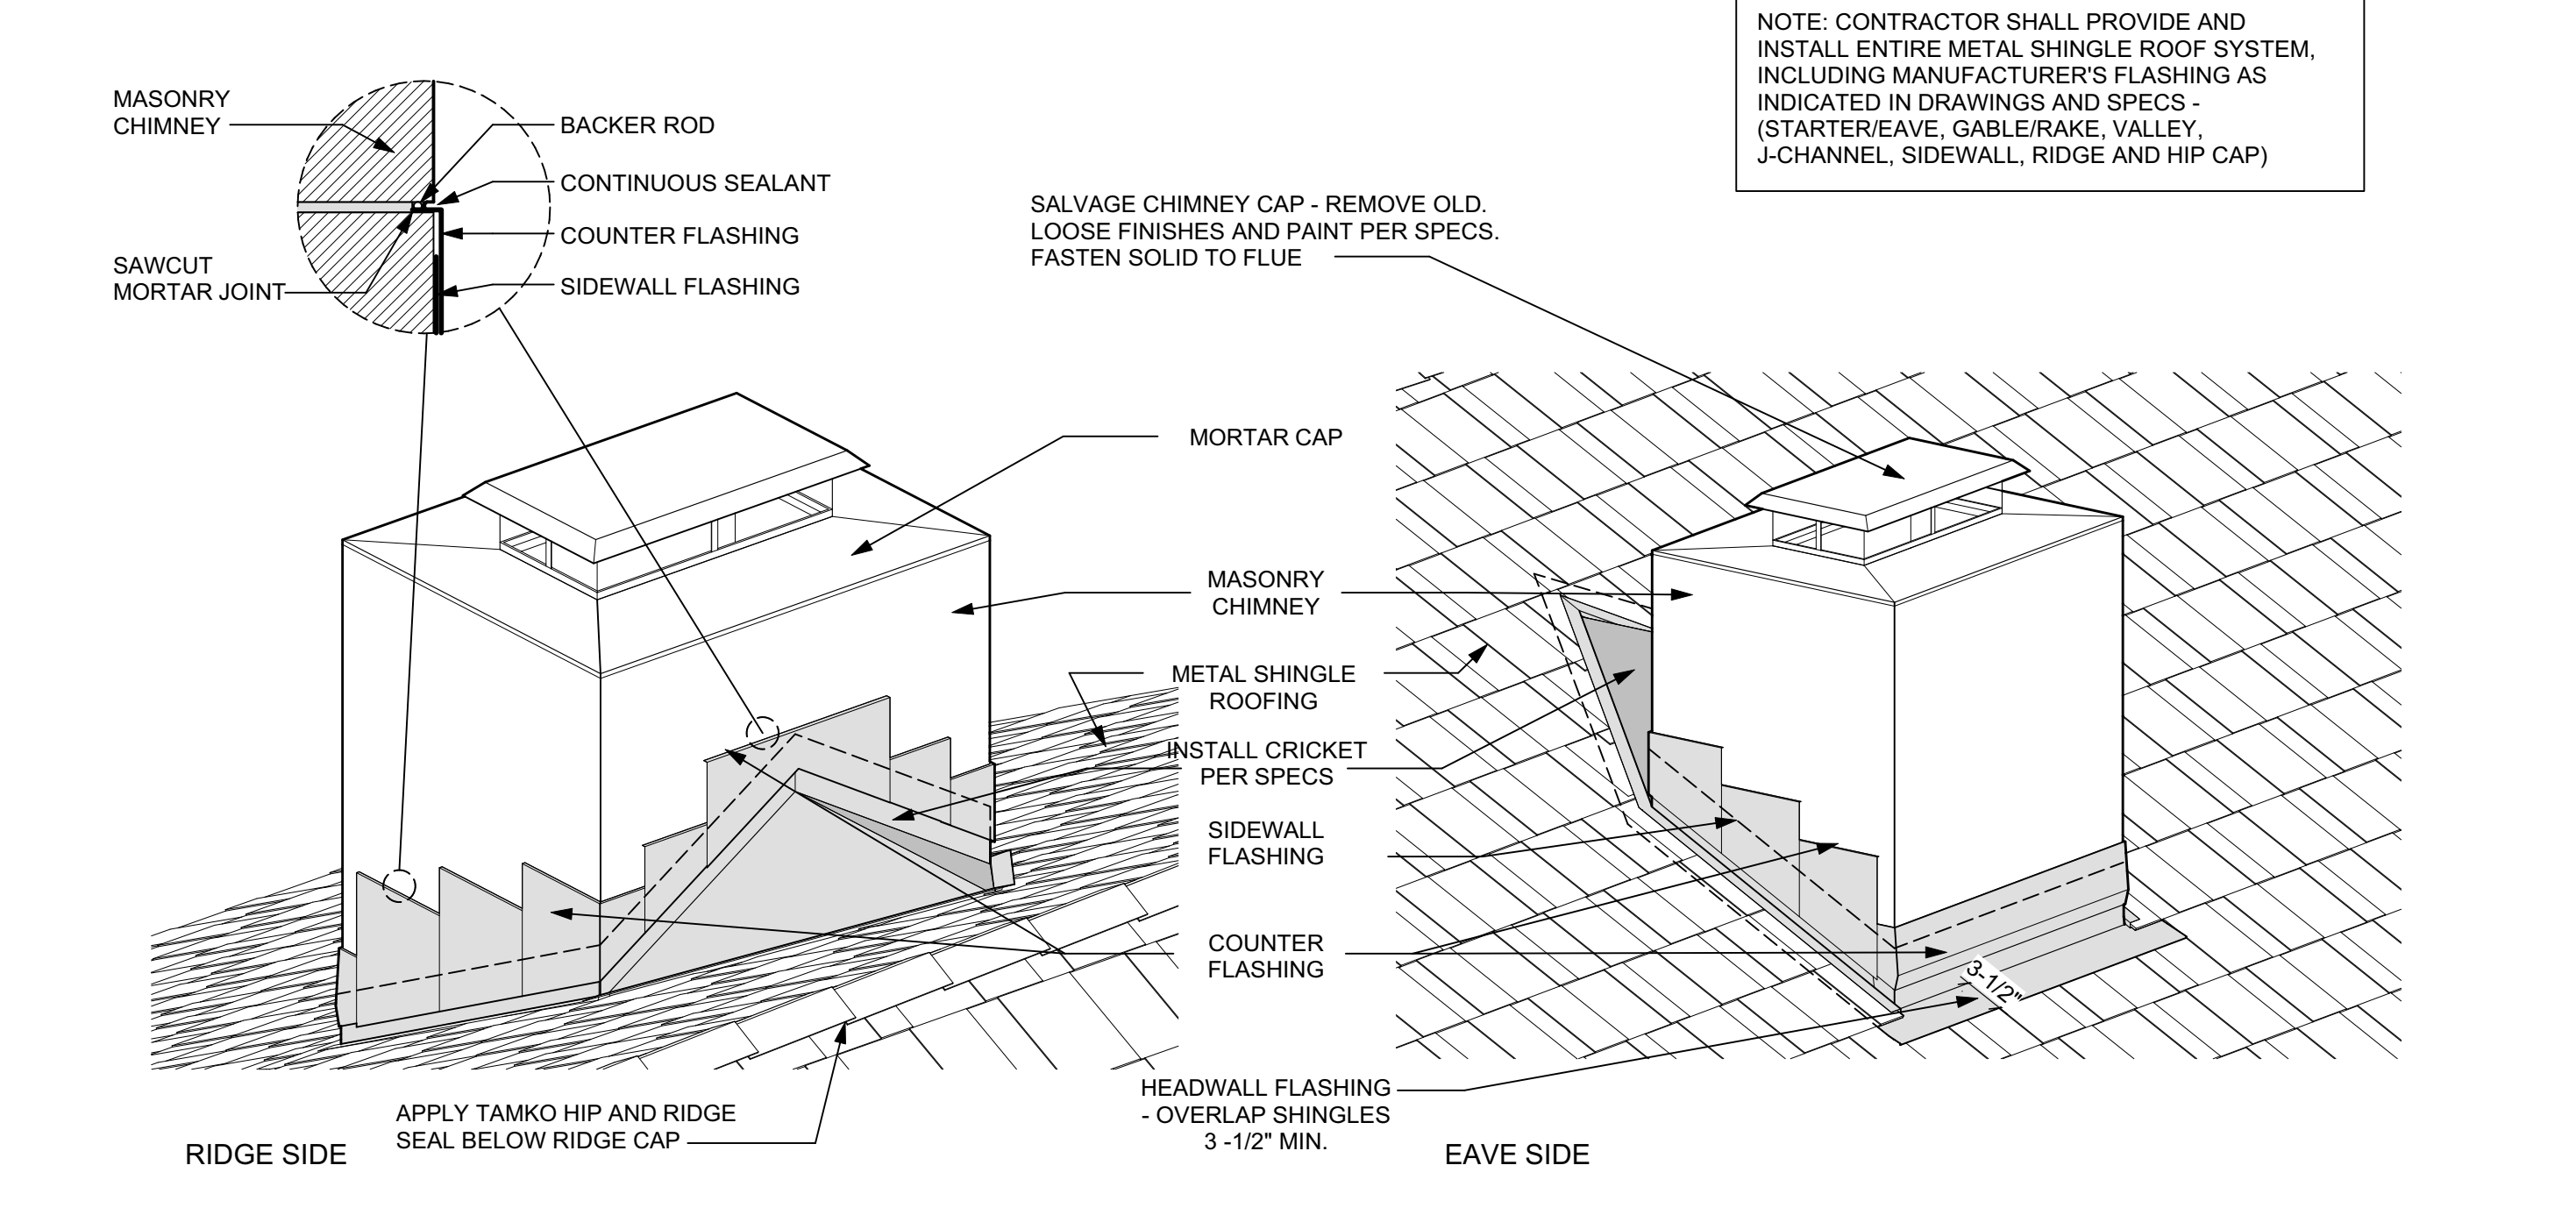 NOTE: CONTRACTOR SHALL PROVIDE AND
INSTALL ENTIRE METAL SHINGLE ROOF SYSTEM,
INCLUDING MANUFACTURER'S FLASHING AS
INDICATED IN DRAWINGS AND SPECS -
(STARTER/EAVE, GABLE/RAKE, VALLEY,
J-CHANNEL, SIDEWALL, RIDGE AND HIP CAP)
MASONRY
CHIMNEY
BACKER ROD
CONTINUOUS SEALANT
COUNTER FLASHING
SIDEWALL FLASHING
SAWCUT
MORTAR JOINT
SALVAGE CHIMNEY CAP - REMOVE OLD.
LOOSE FINISHES AND PAINT PER SPECS.
FASTEN SOLID TO FLUE
MORTAR CAP
MASONRY
CHIMNEY
METAL SHINGLE
ROOFING
INSTALL CRICKET
PER SPECS
SIDEWALL
FLASHING
COUNTER
FLASHING
3-1/2"
HEADWALL FLASHING
- OVERLAP SHINGLES
3 -1/2" MIN.
APPLY TAMKO HIP AND RIDGE
SEAL BELOW RIDGE CAP
RIDGE SIDE
EAVE SIDE